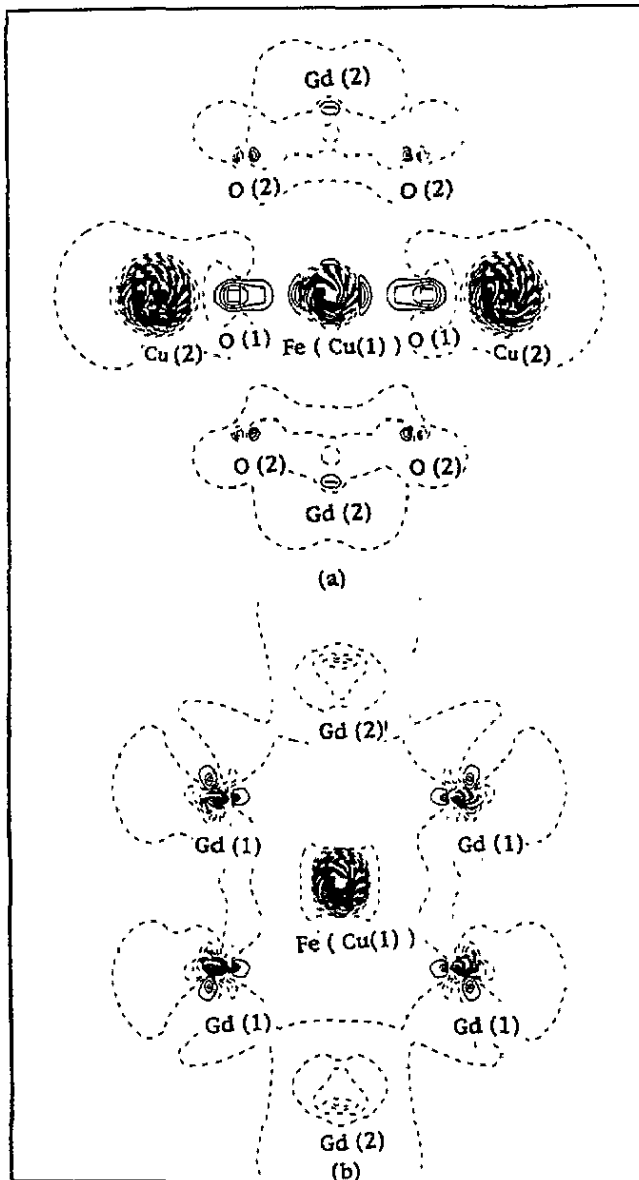 Gd (2)
O (2) O (2)
Cu (2) O (1) Fe ( Cu(1) ) O (1) Cu (2)
O (2) O (2)
Gd (2)
(a)
Gd (2)
Gd (1) Gd (1)
Fe ( Cu(1) )
Gd (1) Gd (1)
Gd (2)
(b)